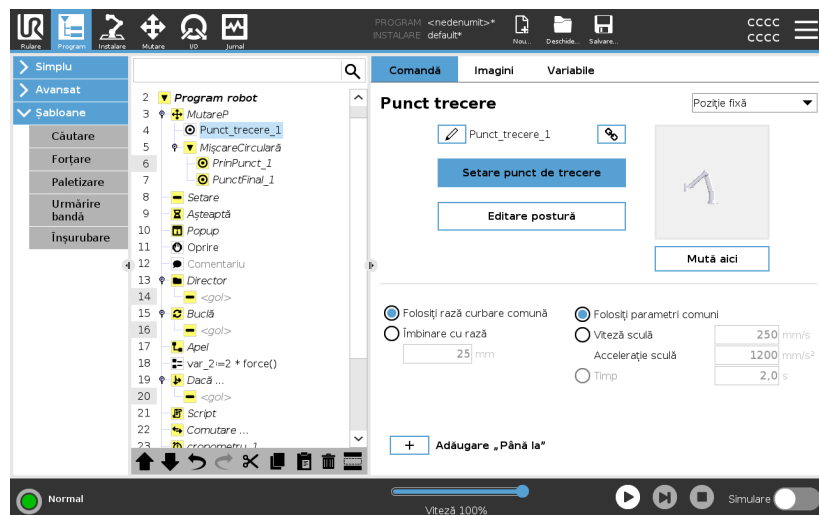 PROGRAM <nedenumit>*
INSTALARE default*
CCCC
CCCC
Rulare Program Instalare Mutare I/O Jurnal Nou... Deschide... Salvare...
Simplu
Avansat
Șabloane
Căutare
Forțare
Paletizare
Urmărire
bandă
Înșurubare
2 Program robot
3 MutareP
4 Punct_trecere_1
5 MișcareCirculară
6 PrinPunct_1
7 PunctFinal_1
8 Setare
9 Așteaptă
10 Popup
11 Oprire
12 Comentariu
13 Director
14 <gol>
15 Buclă
16 <gol>
17 Apel
18 var_2≔2 * force()
19 Dacă ...
20 <gol>
21 Script
22 Comutare ...
23 cronometru_1
Comandă Imagini Variabile
Punct trecere
Poziție fixă
Punct_trecere_1
Setare punct de trecere
Editare postură
Mută aici
Folosiți rază curbare comună
Îmbinare cu rază
25 mm
Folosiți parametri comuni
Viteză sculă 250 mm/s
Accelerație sculă 1200 mm/s²
Timp 2,0 s
+ Adăugare „Până la”
Normal
Viteză 100%
Simulare